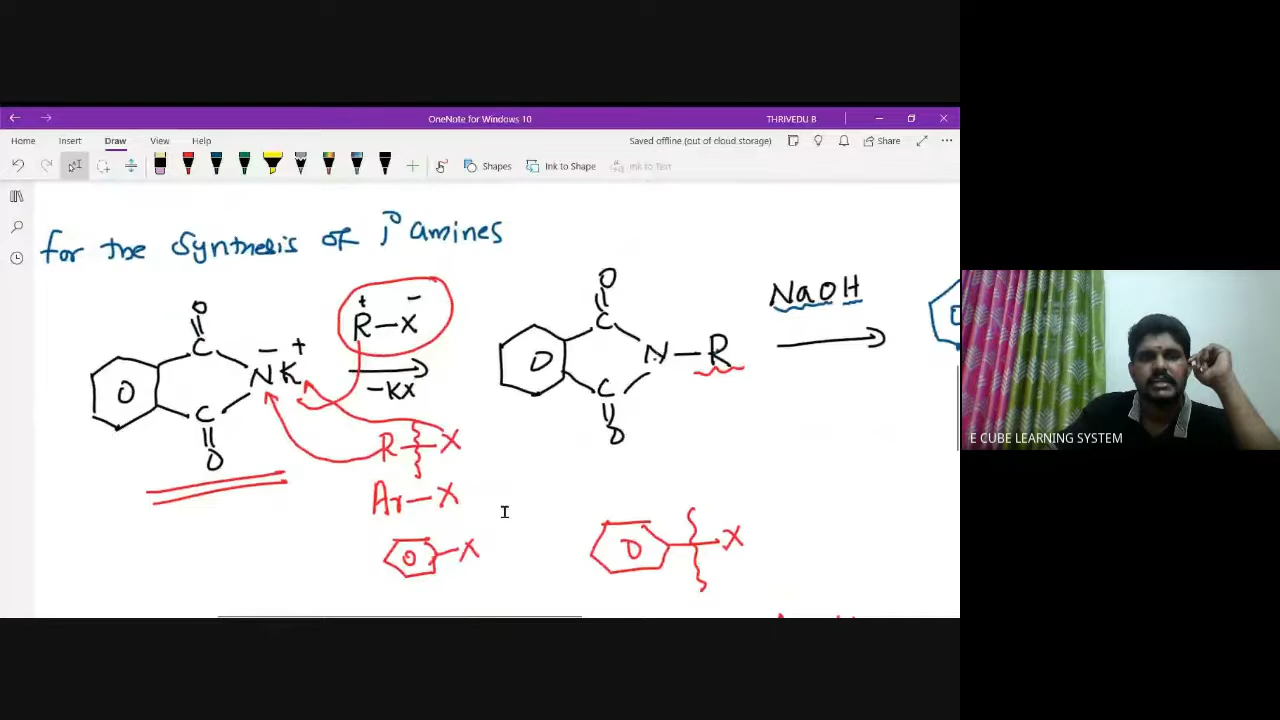 OneNote for Windows 10
THRIVEDU B
Home Insert Draw View Help
Saved offline (out of cloud storage)
Share
Shapes
Ink to Shape
Ink to Text
for the Synthesis of 1° amines
O
C
N⁻ K⁺
C
O
R⁺–X⁻
-KX
R–X
Ar–X
O–X
O
C
N–R
C
O
NaOH
O
O–X
E CUBE LEARNING SYSTEM